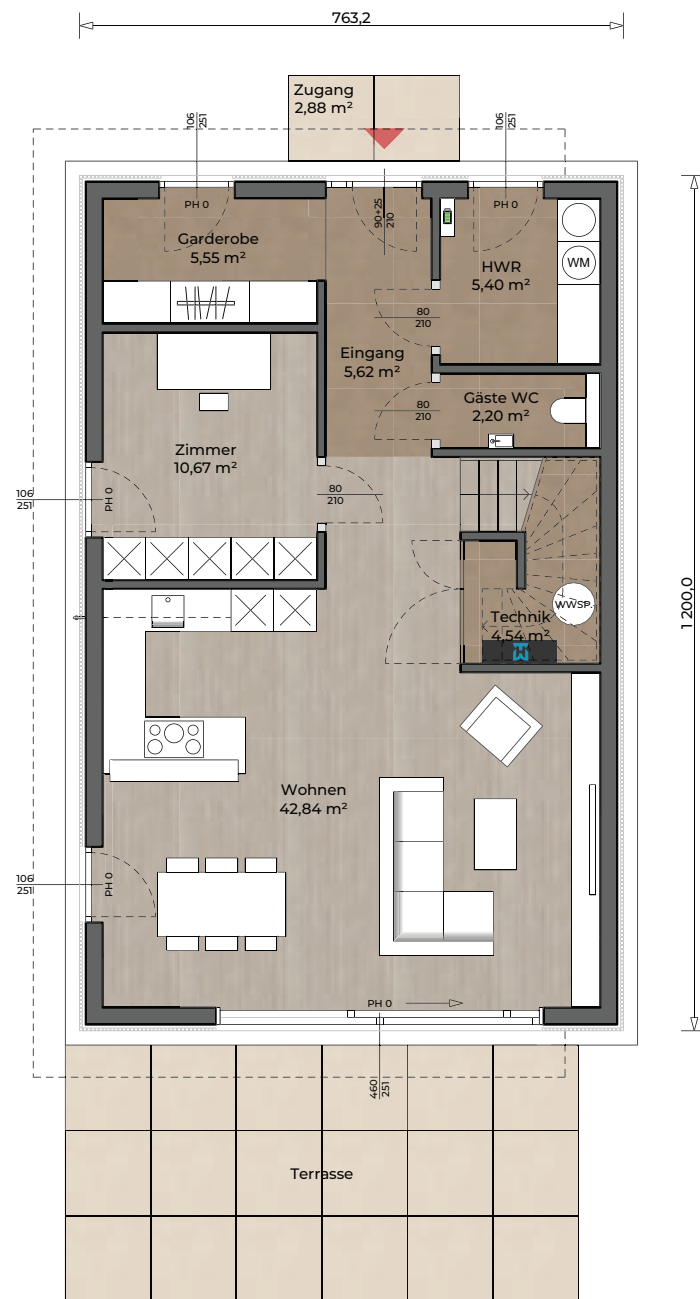 763,2
Zugang
2,88 m²
106
251
106
251
PH 0
90+25
210
PH 0
Garderobe
5,55 m²
HWR
5,40 m²
WM
80
210
Eingang
5,62 m²
Gäste WC
2,20 m²
80
210
Zimmer
10,67 m²
106
251
PH 0
80
210
1 200,0
WWSP.
Technik
4,54 m²
Wohnen
42,84 m²
106
251
PH 0
PH 0
460
251
Terrasse